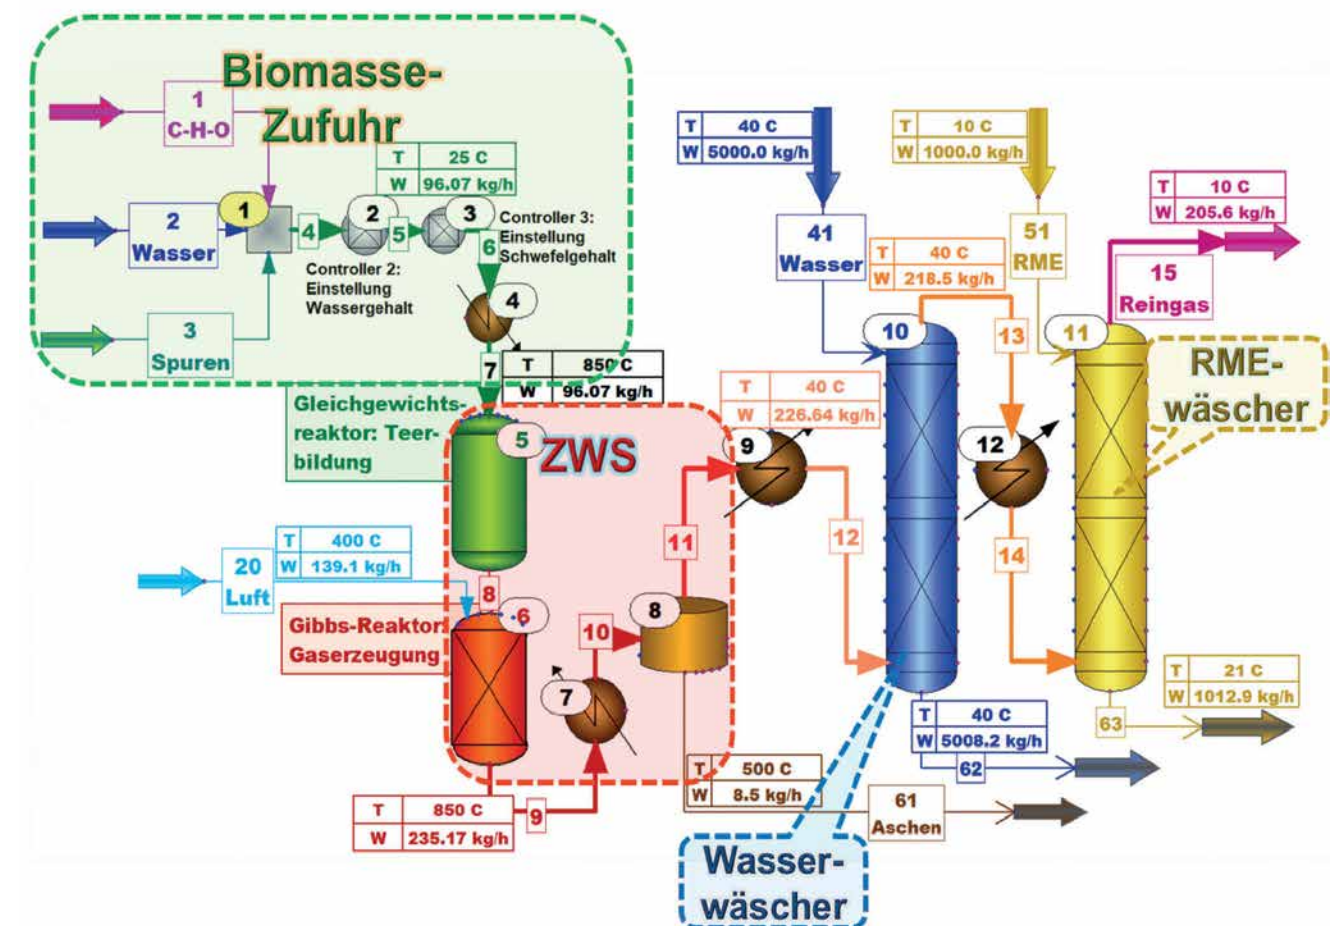 Biomasse-
Zufuhr
1
C-H-O
2
Wasser
3
Spuren
1
4
2
5
3
T 25 C
W 96.07 kg/h
Controller 3:
Einstellung
Schwefelgehalt
Controller 2:
Einstellung
Wassergehalt
6
4
7
T 850 C
W 96.07 kg/h
Gleichgewichts-
reaktor: Teer-
bildung
5
ZWS
T 400 C
W 139.1 kg/h
20
Luft
8
6
Gibbs-Reaktor:
Gaserzeugung
T 850 C
W 235.17 kg/h
9
7
10
8
11
T 500 C
W 8.5 kg/h
61
Aschen
9
T 40 C
W 226.64 kg/h
12
T 40 C
W 5000.0 kg/h
41
Wasser
10
T 40 C
W 218.5 kg/h
13
12
14
T 10 C
W 1000.0 kg/h
51
RME
11
T 10 C
W 205.6 kg/h
15
Reingas
RME-
wäscher
T 21 C
W 1012.9 kg/h
63
T 40 C
W 5008.2 kg/h
62
Wasser-
wäscher